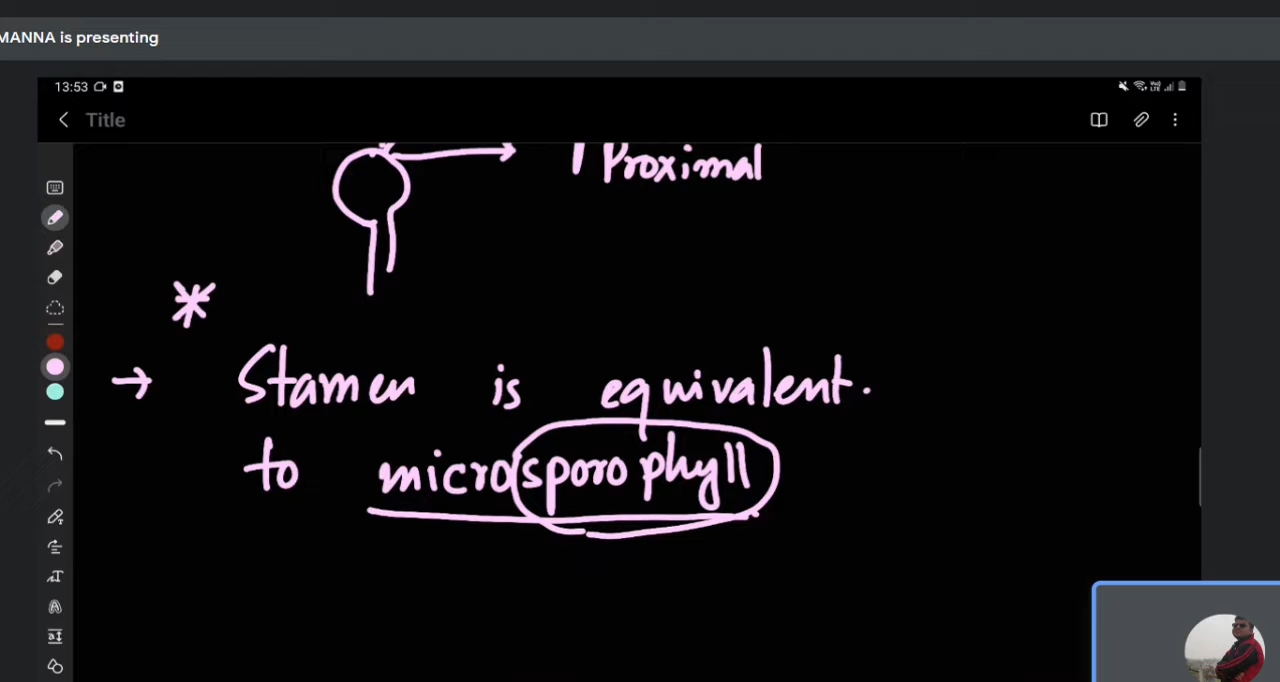 MANNA is presenting
13:53
Title
Proximal
*
→ Stamen is equivalent.
to microsporophyll